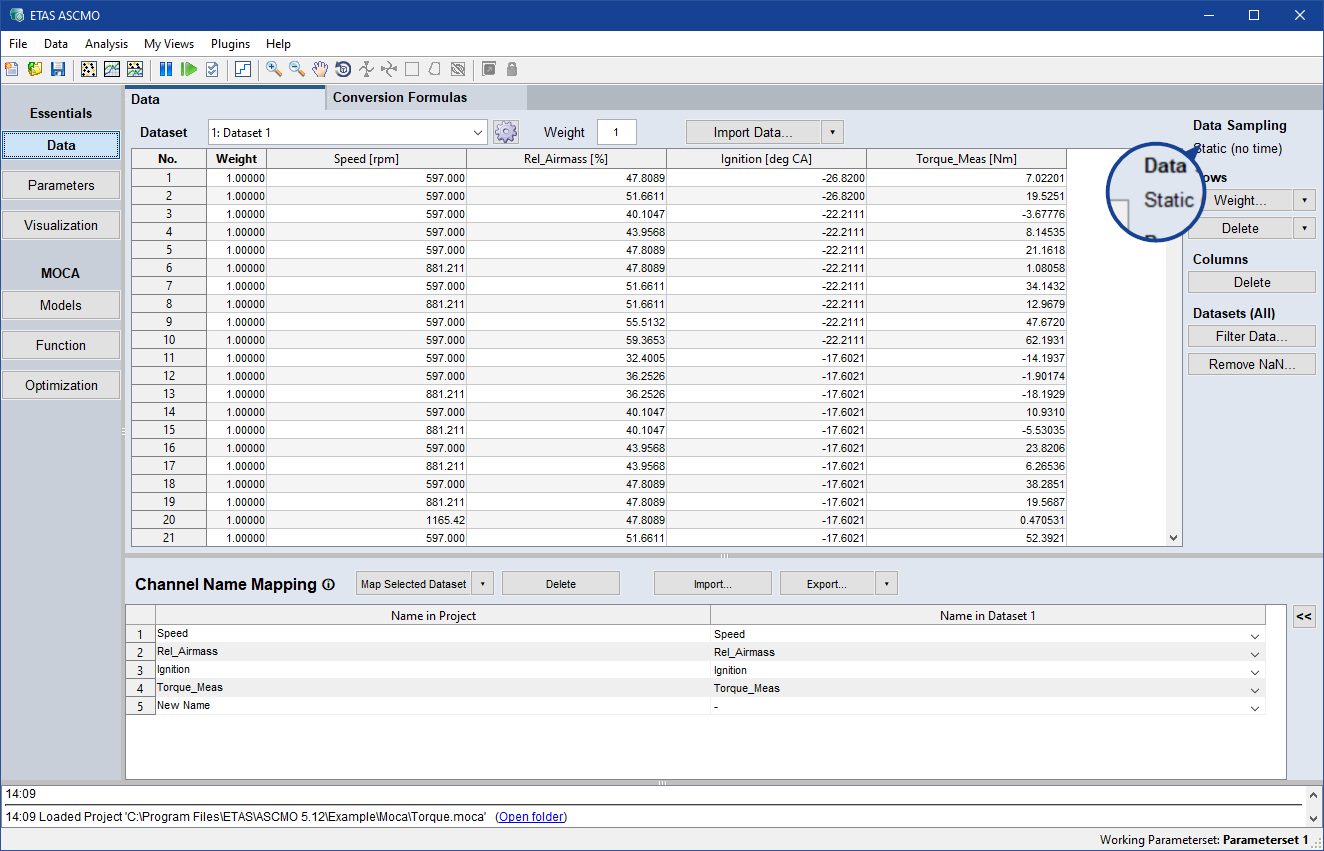 ETAS ASCMO
File Data Analysis My Views Plugins Help
Essentials
Data
Parameters
Visualization
MOCA
Models
Function
Optimization
Data Conversion Formulas
Dataset 1: Dataset 1 Weight 1 Import Data...
No. Weight Speed [rpm] Rel_Airmass [%] Ignition [deg CA] Torque_Meas [Nm]
1 1.00000 597.000 47.8089 -26.8200 7.02201
2 1.00000 597.000 51.6611 -26.8200 19.5251
3 1.00000 597.000 40.1047 -22.2111 -3.67776
4 1.00000 597.000 43.9568 -22.2111 8.14535
5 1.00000 597.000 47.8089 -22.2111 21.1618
6 1.00000 881.211 47.8089 -22.2111 1.08058
7 1.00000 597.000 51.6611 -22.2111 34.1432
8 1.00000 881.211 51.6611 -22.2111 12.9679
9 1.00000 597.000 55.5132 -22.2111 47.6720
10 1.00000 597.000 59.3653 -22.2111 62.1931
11 1.00000 597.000 32.4005 -17.6021 -14.1937
12 1.00000 597.000 36.2526 -17.6021 -1.90174
13 1.00000 881.211 36.2526 -17.6021 -18.1929
14 1.00000 597.000 40.1047 -17.6021 10.9310
15 1.00000 881.211 40.1047 -17.6021 -5.53035
16 1.00000 597.000 43.9568 -17.6021 23.8206
17 1.00000 881.211 43.9568 -17.6021 6.26536
18 1.00000 597.000 47.8089 -17.6021 38.2851
19 1.00000 881.211 47.8089 -17.6021 19.5687
20 1.00000 1165.42 47.8089 -17.6021 0.470531
21 1.00000 597.000 51.6611 -17.6021 52.3921
Data Sampling
Static (no time)
Data
Static
Weight...
Delete
Columns
Delete
Datasets (All)
Filter Data...
Remove NaN...
Channel Name Mapping Map Selected Dataset Delete Import... Export...
Name in Project Name in Dataset 1 <<
1 Speed Speed
2 Rel_Airmass Rel_Airmass
3 Ignition Ignition
4 Torque_Meas Torque_Meas
5 New Name -
14:09
14:09 Loaded Project 'C:\Program Files\ETAS\ASCMO 5.12\Example\Moca\Torque.moca' (Open folder)
Working Parameterset: Parameterset 1